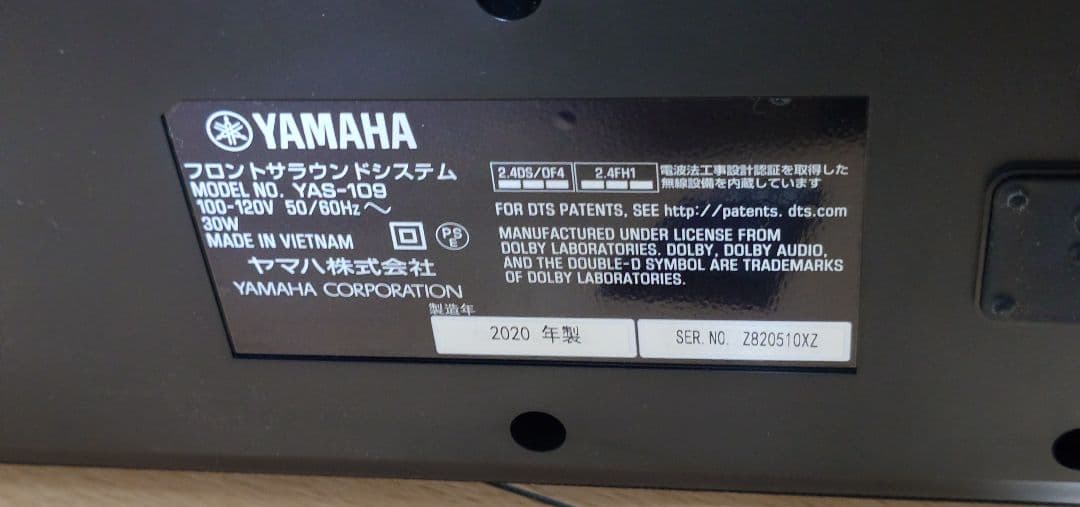 YAMAHA
フロントサラウンドシステム
MODEL NO. YAS-109
100-120V 50/60Hz ～
30W
MADE IN VIETNAM
PSE
ヤマハ株式会社
YAMAHA CORPORATION
2.4DS/OF4
2.4FH1
電波法工事設計認証を取得した
無線設備を内蔵しています
FOR DTS PATENTS, SEE http://patents. dts.com
MANUFACTURED UNDER LICENSE FROM
DOLBY LABORATORIES. DOLBY, DOLBY AUDIO,
AND THE DOUBLE-D SYMBOL ARE TRADEMARKS
OF DOLBY LABORATORIES.
製造年
2020 年製
SER. NO. Z820510XZ